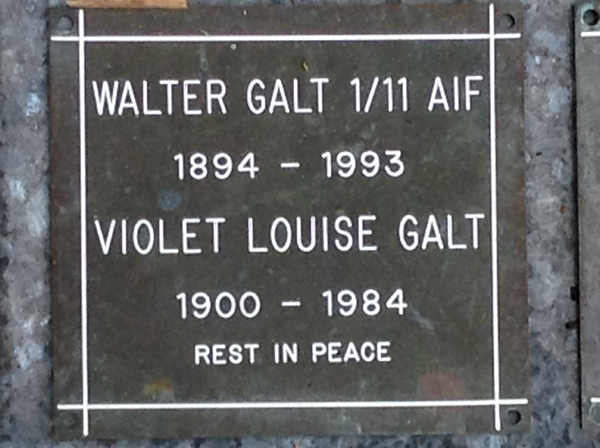 WALTER GALT 1/11 AIF
1894 - 1993
VIOLET LOUISE GALT
1900 - 1984
REST IN PEACE